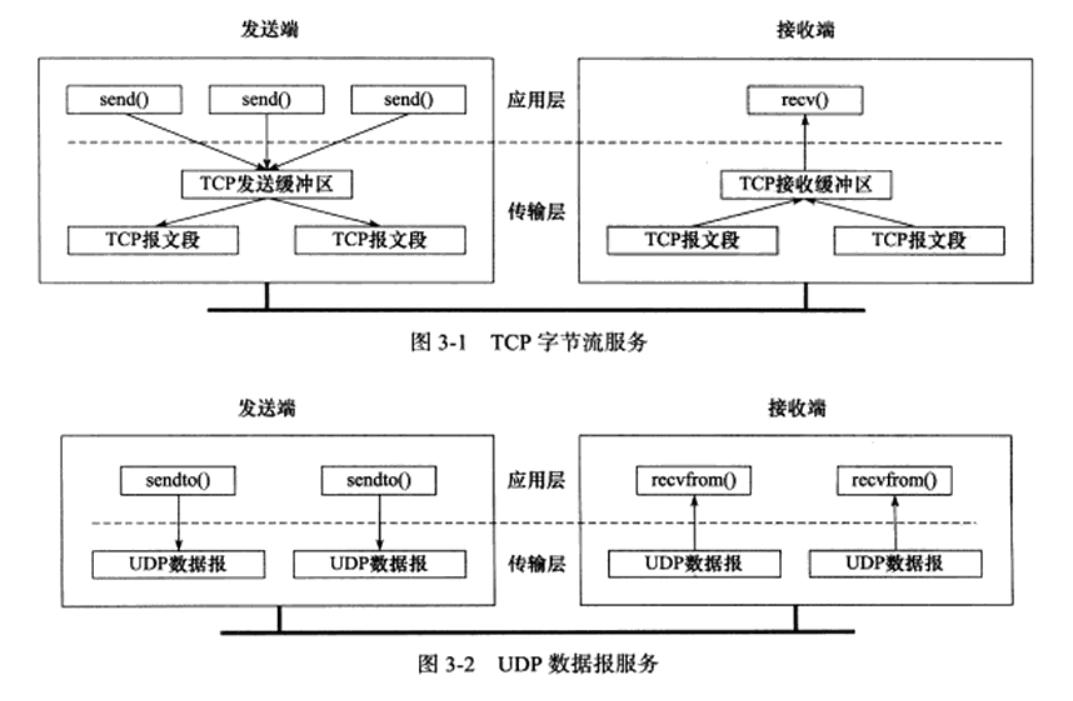 发送端 接收端
send() send() send() 应用层 recv()
TCP发送缓冲区 TCP接收缓冲区
传输层
TCP报文段 TCP报文段 TCP报文段 TCP报文段
图 3-1 TCP 字节流服务
发送端 接收端
sendto() sendto() 应用层 recvfrom() recvfrom()
UDP数据报 UDP数据报 传输层 UDP数据报 UDP数据报
图 3-2 UDP 数据报服务